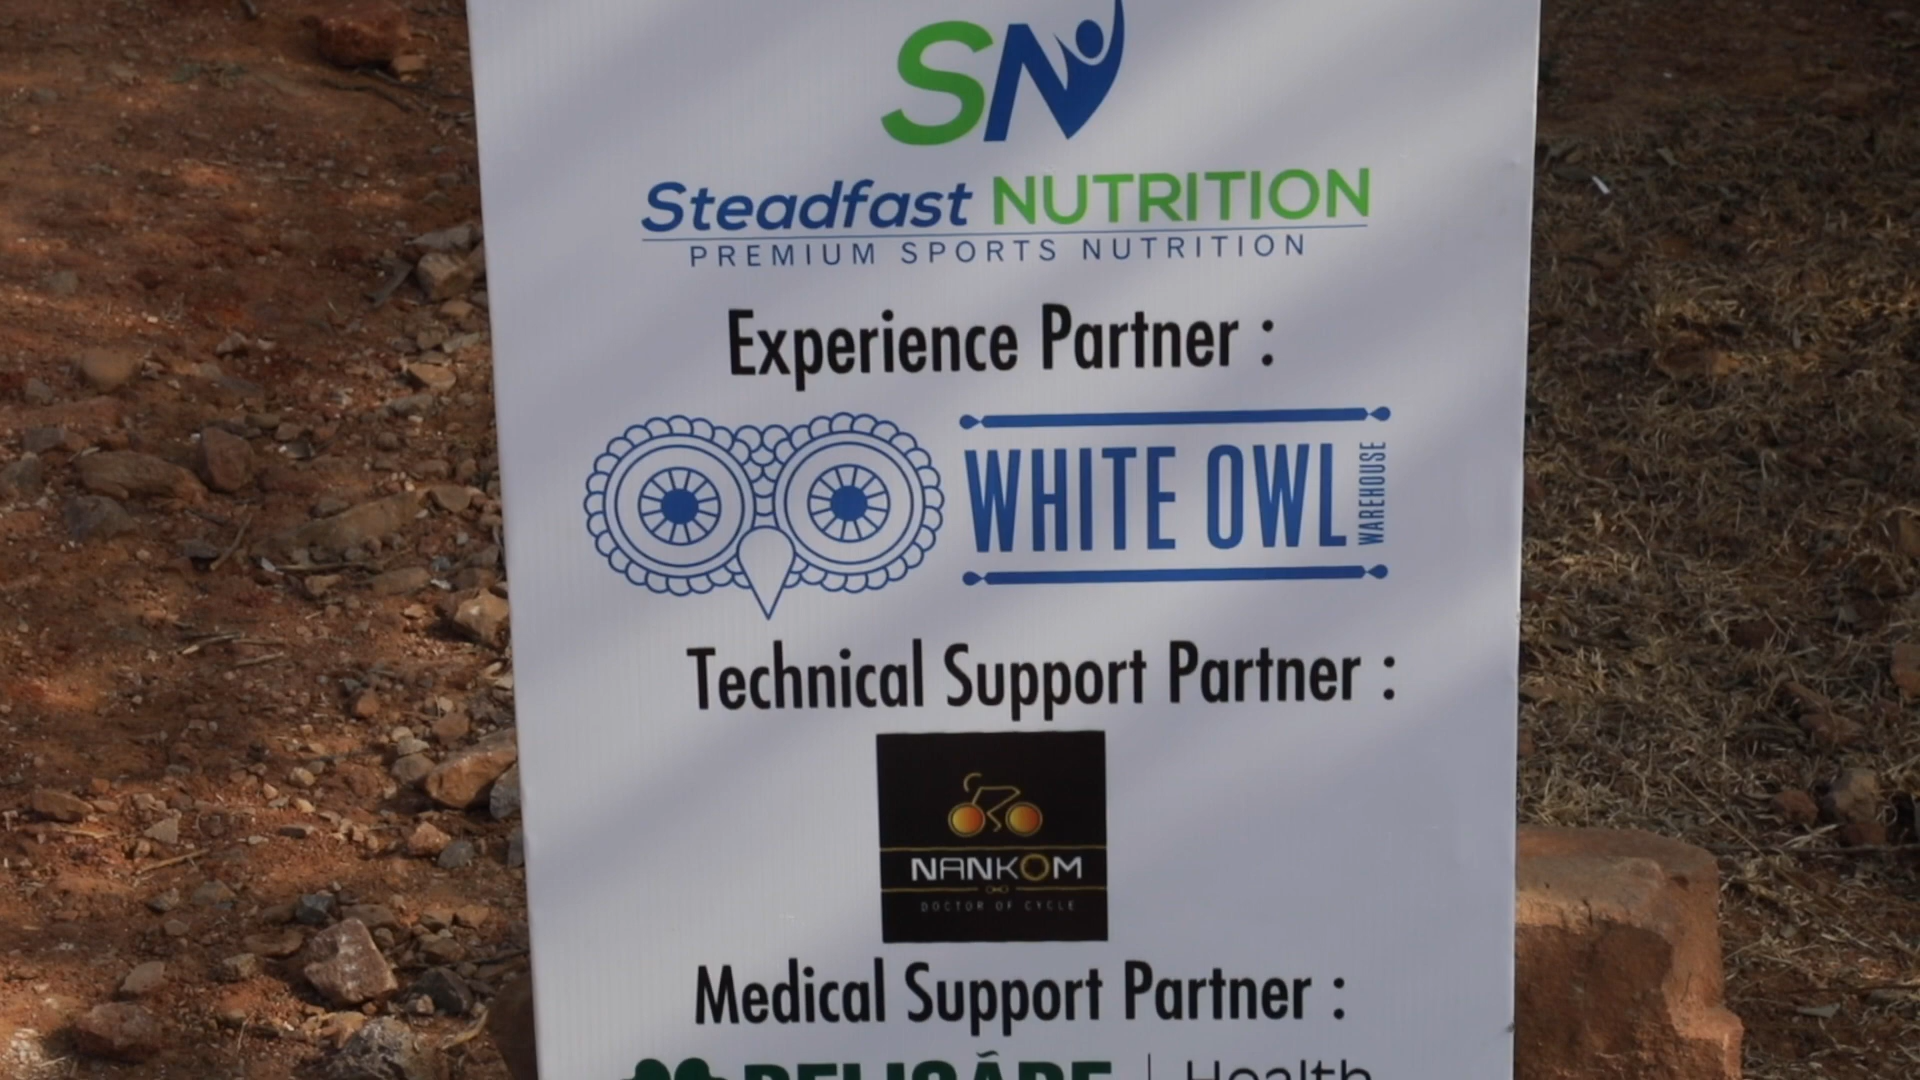 SN
Steadfast NUTRITION
PREMIUM SPORTS NUTRITION
Experience Partner :
WHITE OWL
WAREHOUSE
Technical Support Partner :
NANKOM
DOCTOR OF CYCLE
Medical Support Partner :
RELIGĀRE | Health